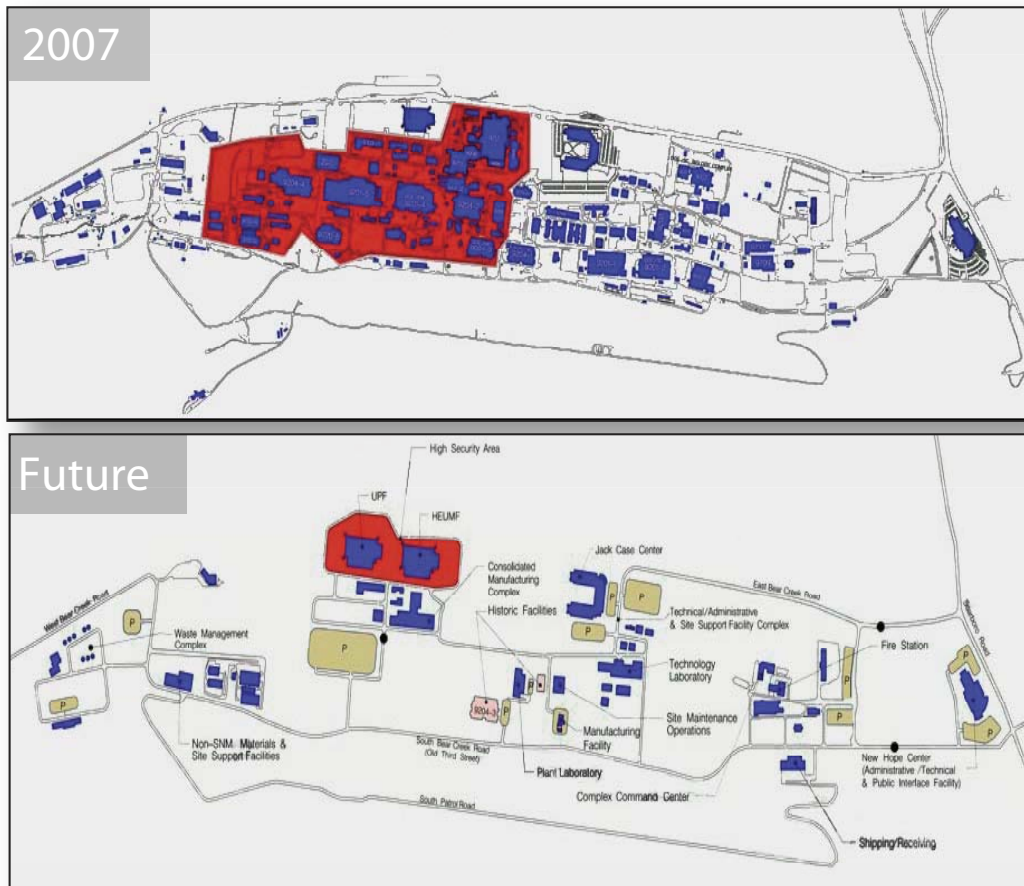 2007
Future
High Security Area
UPF
HEUMF
Consolidated
Manufacturing
Complex
Historic Facilities
Jack Case Center
East Bear Creek Road
Technical/Administrative
& Site Support Facility Complex
Fire Station
West Bear Creek Road
Waste Management
Complex
Technology
Laboratory
Scarboro Road
P
P
P
P
P
P
P
P
P
P
P
P
9204-3
Site Maintenance
Operations
Manufacturing
Facility
Non-SNM Materials &
Site Support Facilities
South Bear Creek Road
(Old Third Street)
Plant Laboratory
New Hope Center
(Administrative /Technical
& Public Interface Facility)
Complex Command Center
South Patrol Road
Shipping/Receiving